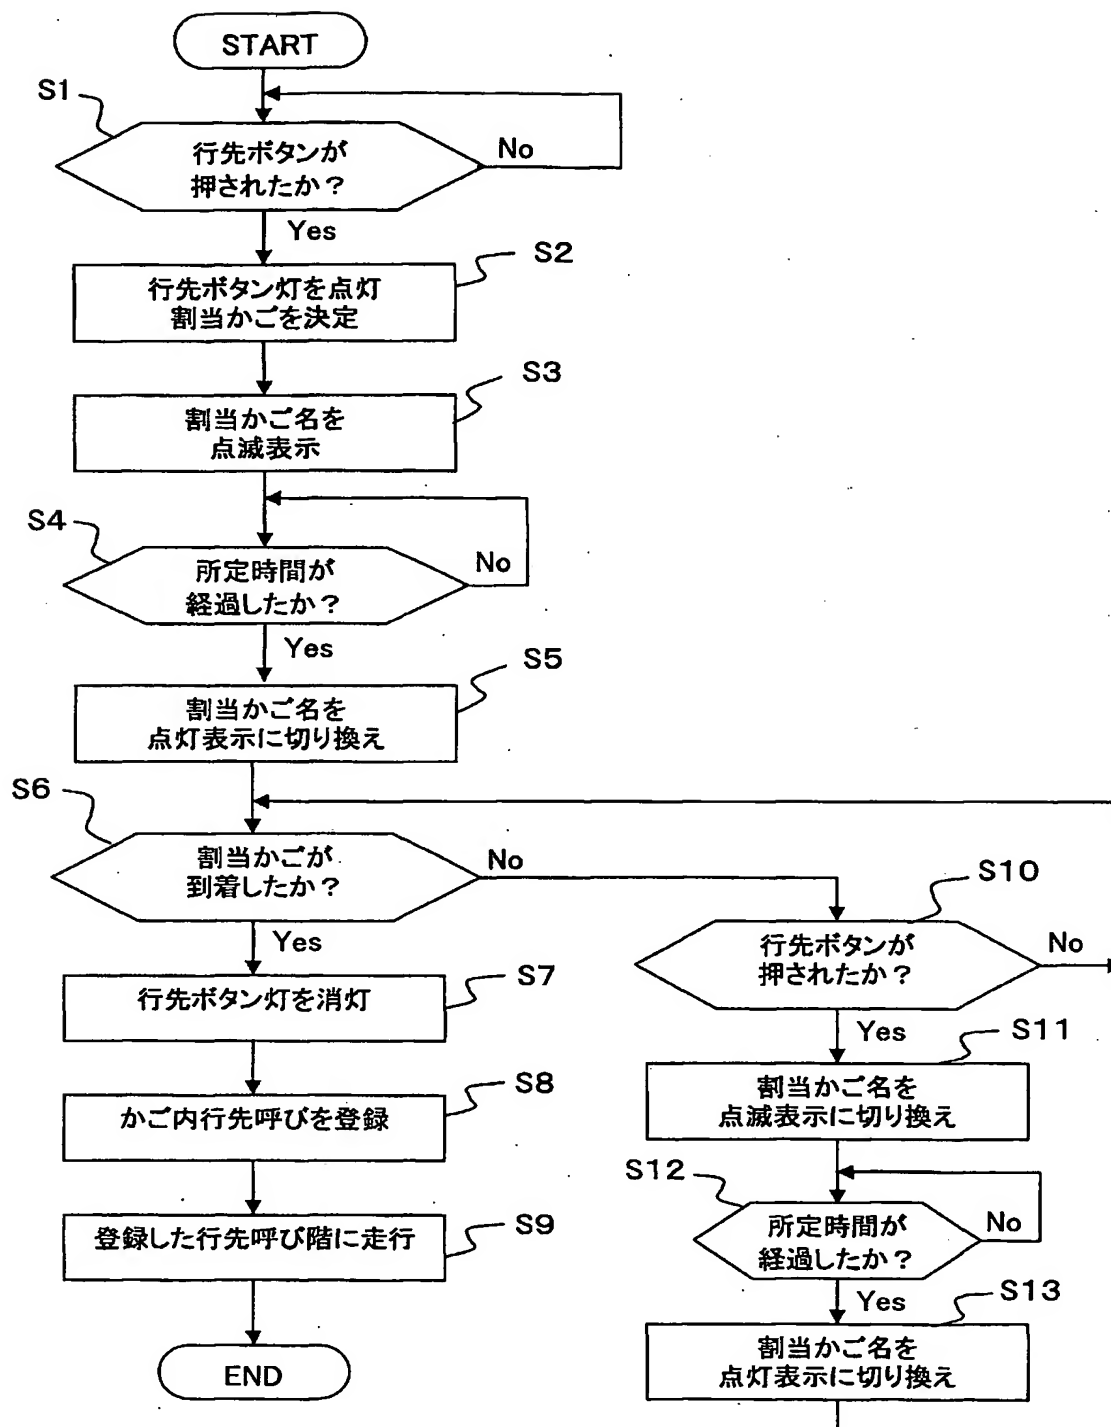 START
S1
行先ボタンが
押されたか？
No
Yes
S2
行先ボタン灯を点灯
割当かごを決定
S3
割当かご名を
点滅表示
S4
所定時間が
経過したか？
No
Yes
S5
割当かご名を
点灯表示に切り換え
S6
割当かごが
到着したか？
No
Yes
S7
行先ボタン灯を消灯
S8
かご内行先呼びを登録
S9
登録した行先呼び階に走行
END
S10
行先ボタンが
押されたか？
No
Yes
S11
割当かご名を
点滅表示に切り換え
S12
所定時間が
経過したか？
No
Yes
S13
割当かご名を
点灯表示に切り換え